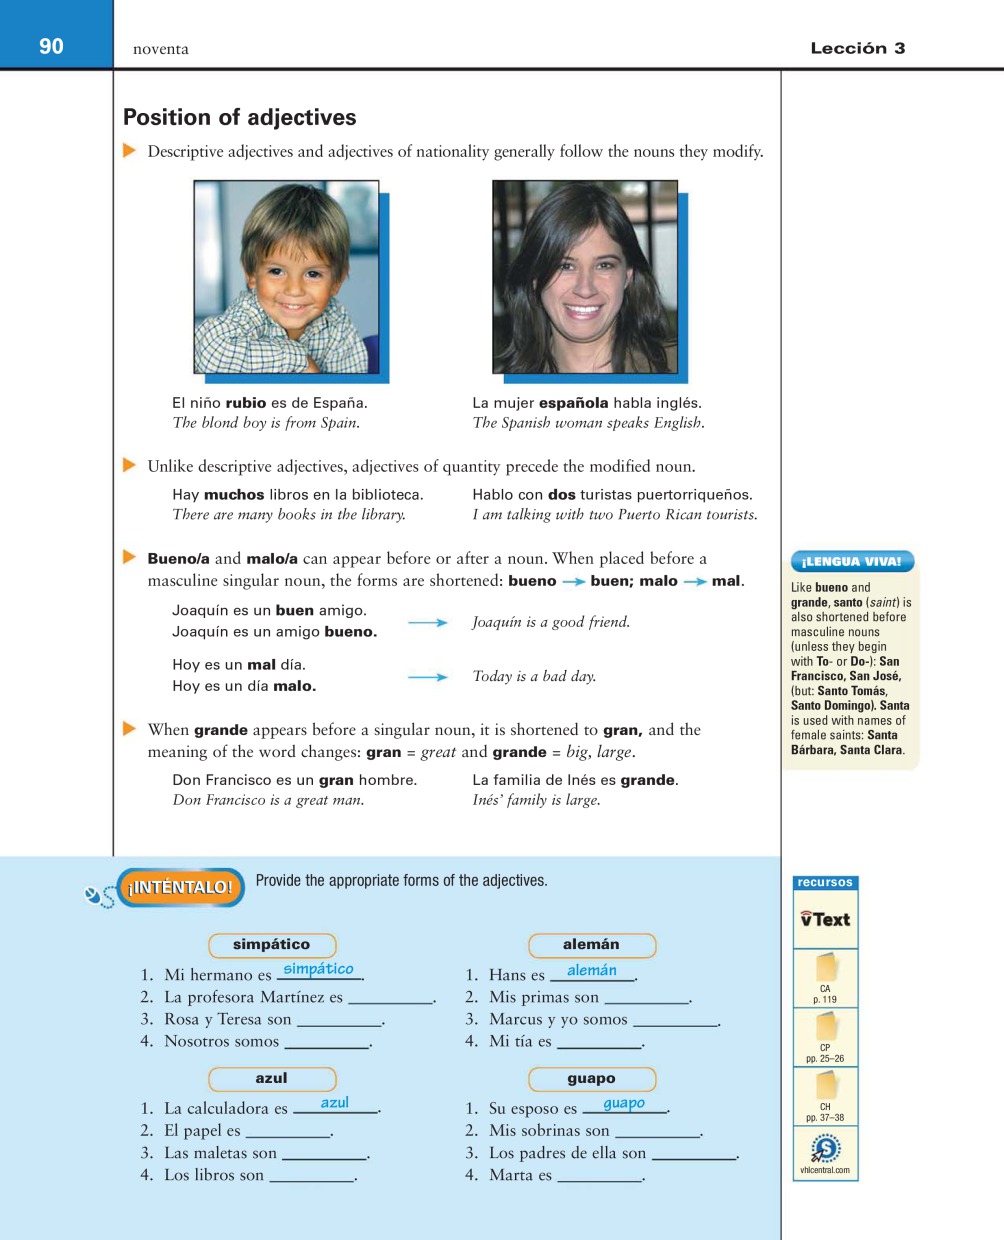 90
noventa
Lección 3
Position of adjectives
Descriptive adjectives and adjectives of nationality generally follow the nouns they modify.
El niño rubio es de España.
The blond boy is from Spain.
La mujer española habla inglés.
The Spanish woman speaks English.
Unlike descriptive adjectives, adjectives of quantity precede the modified noun.
Hay muchos libros en la biblioteca.
There are many books in the library.
Hablo con dos turistas puertorriqueños.
I am talking with two Puerto Rican tourists.
Bueno/a and malo/a can appear before or after a noun. When placed before a
masculine singular noun, the forms are shortened: bueno → buen; malo → mal.
Joaquín es un buen amigo.
Joaquín es un amigo bueno.
Joaquín is a good friend.
Hoy es un mal día.
Hoy es un día malo.
Today is a bad day.
When grande appears before a singular noun, it is shortened to gran, and the
meaning of the word changes: gran = great and grande = big, large.
Don Francisco es un gran hombre.
Don Francisco is a great man.
La familia de Inés es grande.
Inés’ family is large.
¡LENGUA VIVA!
Like bueno and
grande, santo (saint) is
also shortened before
masculine nouns
(unless they begin
with To- or Do-): San
Francisco, San José,
(but: Santo Tomás,
Santo Domingo). Santa
is used with names of
female saints: Santa
Bárbara, Santa Clara.
¡INTÉNTALO!
Provide the appropriate forms of the adjectives.
simpático
1. Mi hermano es simpático.
2. La profesora Martínez es __________.
3. Rosa y Teresa son __________.
4. Nosotros somos __________.
alemán
1. Hans es alemán.
2. Mis primas son __________.
3. Marcus y yo somos __________.
4. Mi tía es __________.
azul
1. La calculadora es azul.
2. El papel es __________.
3. Las maletas son __________.
4. Los libros son __________.
guapo
1. Su esposo es guapo.
2. Mis sobrinas son __________.
3. Los padres de ella son __________.
4. Marta es __________.
recursos
vText
CA
p. 119
CP
pp. 25–26
CH
pp. 37–38
S
vhlcentral.com